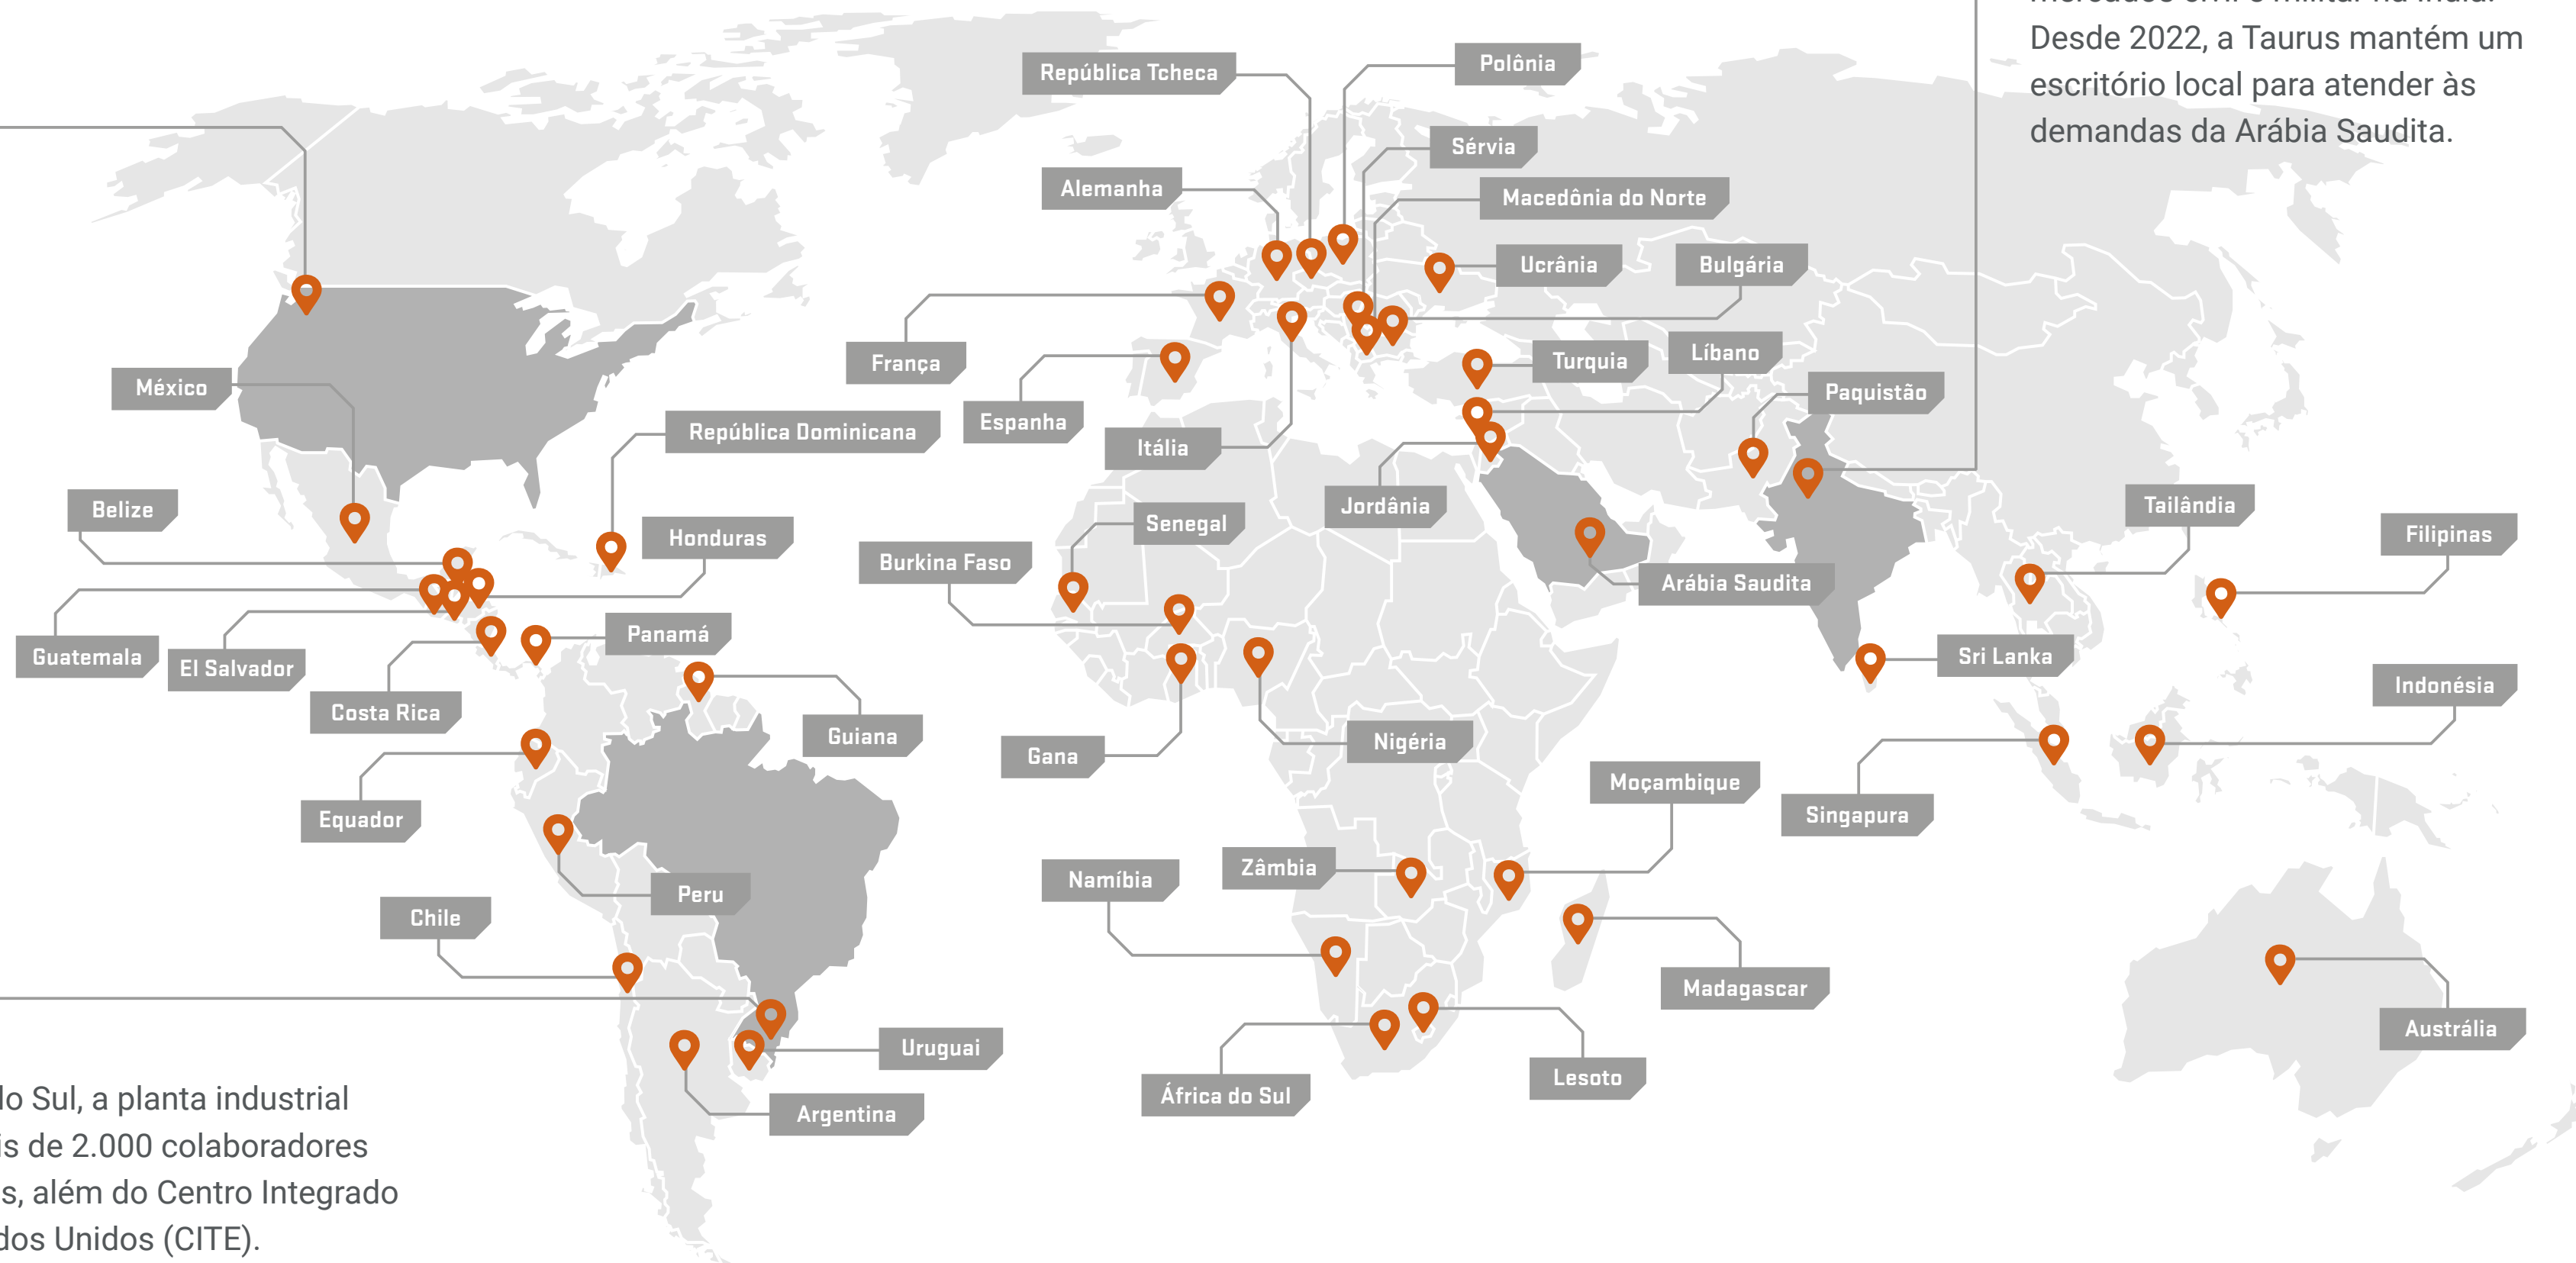 Desde 2022, a Taurus mantém um
escritório local para atender às
demandas da Arábia Saudita.
República Tcheca
Polônia
Sérvia
Alemanha
Macedônia do Norte
Ucrânia
Bulgária
França
Turquia
Líbano
México
Paquistão
Espanha
República Dominicana
Itália
Belize
Jordânia
Tailândia
Senegal
Filipinas
Honduras
Burkina Faso
Arábia Saudita
Panamá
Guatemala
El Salvador
Sri Lanka
Indonésia
Costa Rica
Guiana
Nigéria
Gana
Moçambique
Singapura
Equador
Zâmbia
Namíbia
Peru
Chile
Madagascar
Austrália
Uruguai
Lesoto
África do Sul
Argentina
do Sul, a planta industrial
is de 2.000 colaboradores
s, além do Centro Integrado
dos Unidos (CITE).